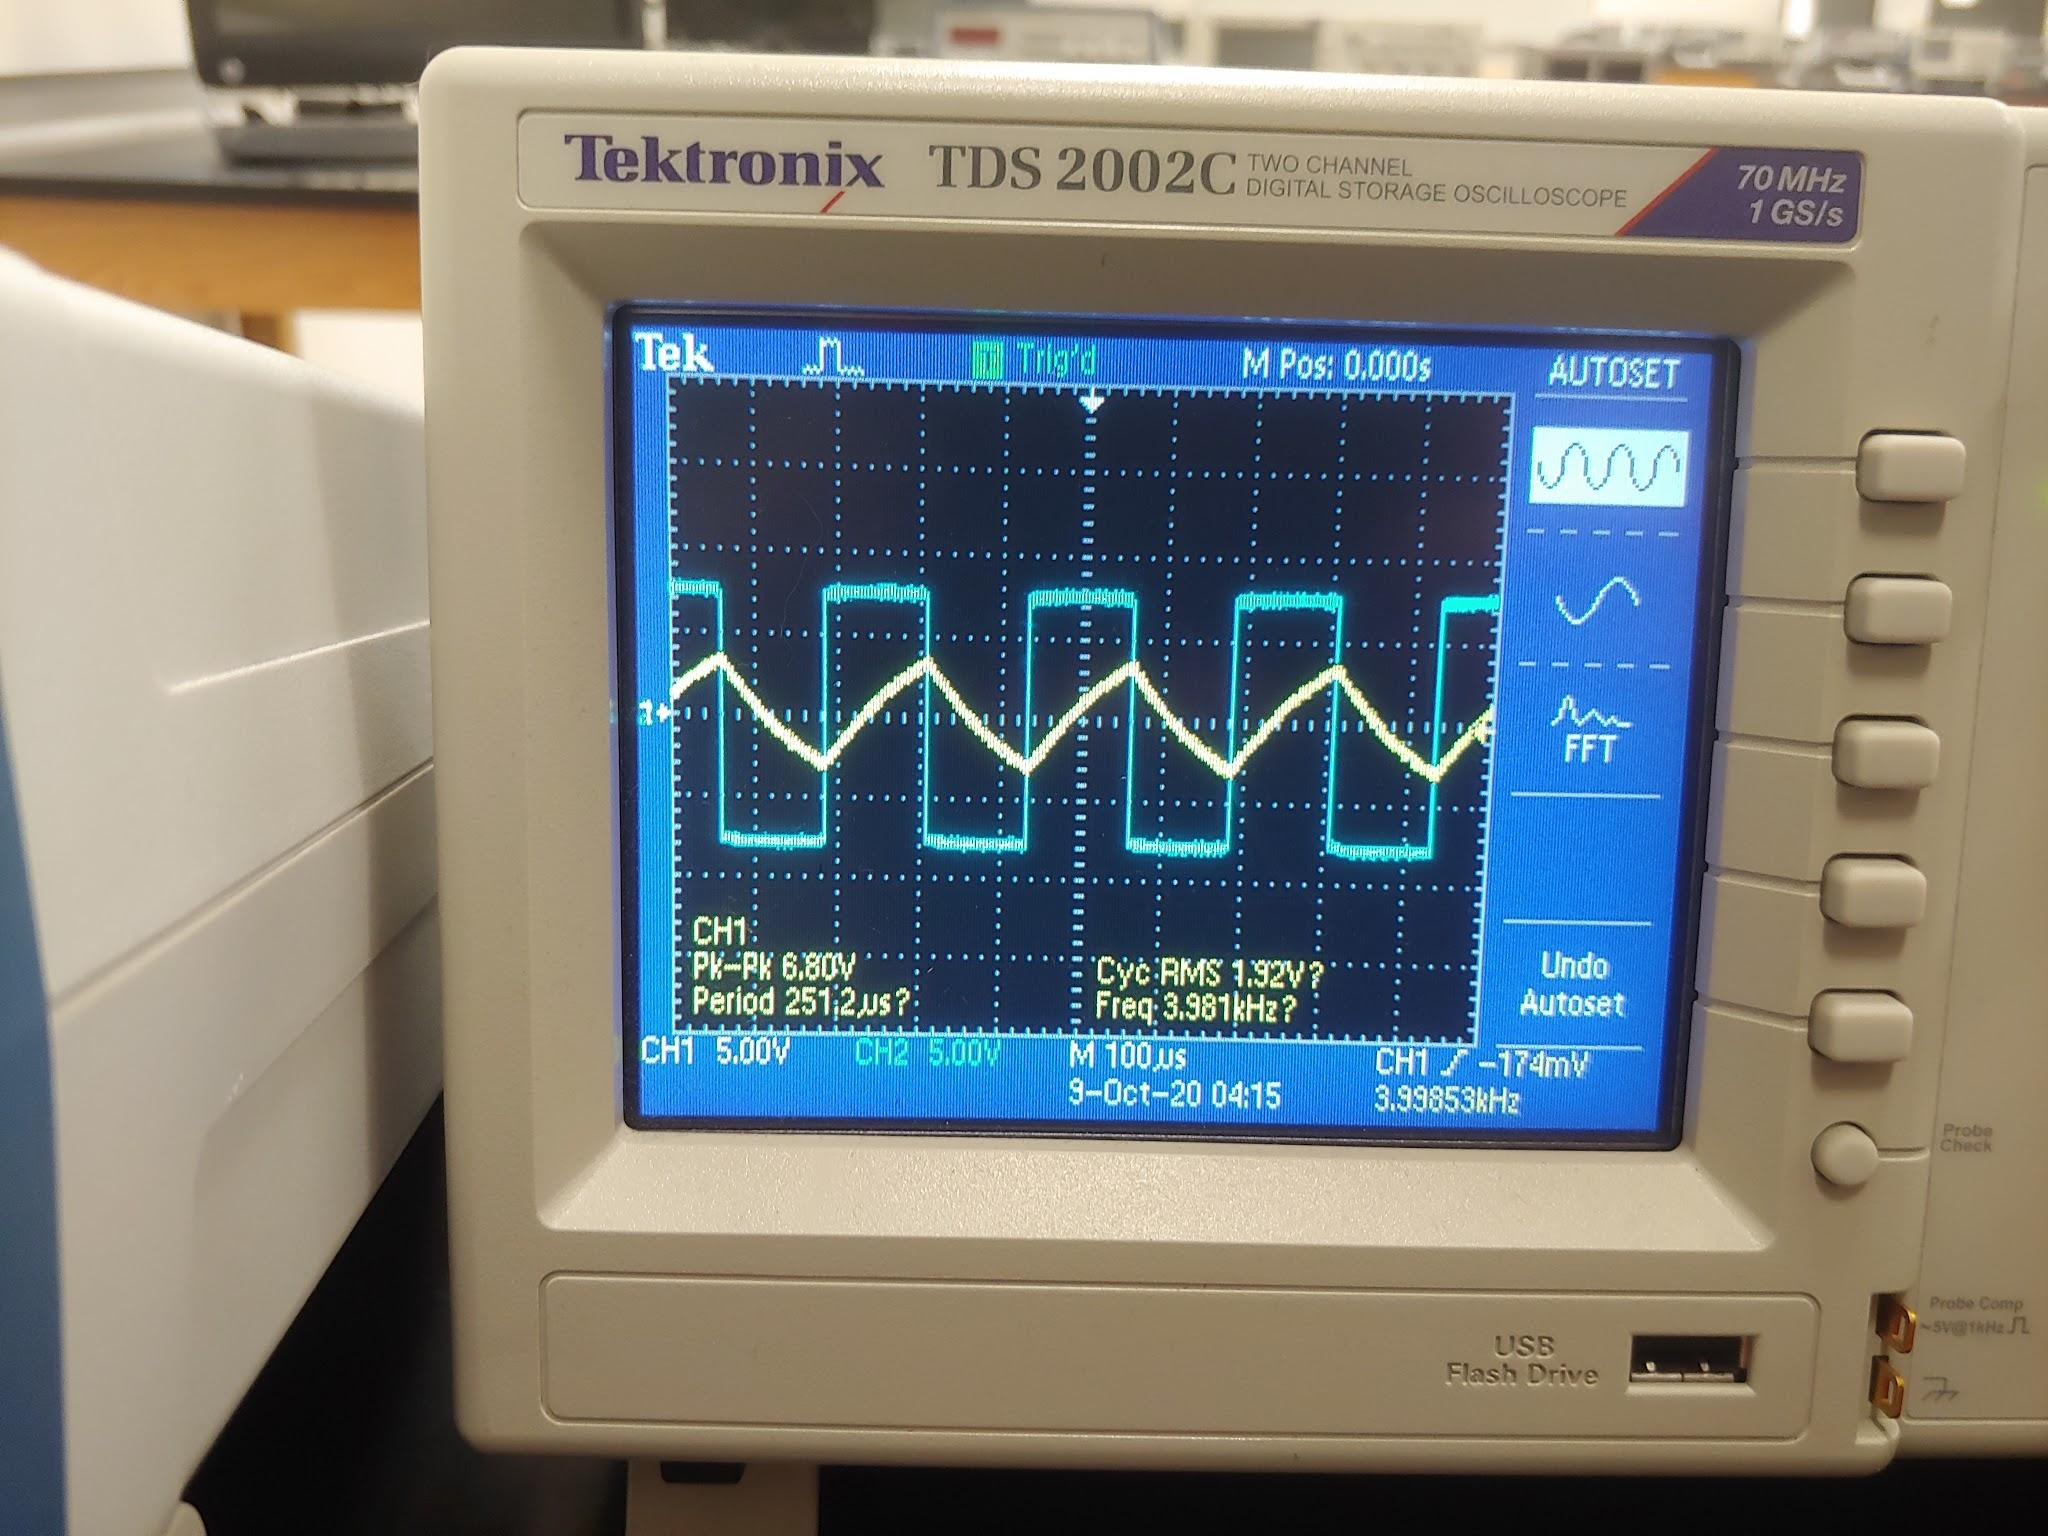 Tektronix TDS 2002C TWO CHANNEL
DIGITAL STORAGE OSCILLOSCOPE
70 MHz
1 GS/s
Tek Trig'd M Pos: 0.000s AUTOSET
FFT
CH1
Pk-Pk 6.80V
Period 251.2µs?
Cyc RMS 1.92V?
Freq 3.981kHz?
Undo
Autoset
CH1 5.00V CH2 5.00V M 100µs CH1 -174mV
9-Oct-20 04:15 3.99853kHz
Probe
Check
Probe Comp
~5V@1kHz
USB
Flash Drive